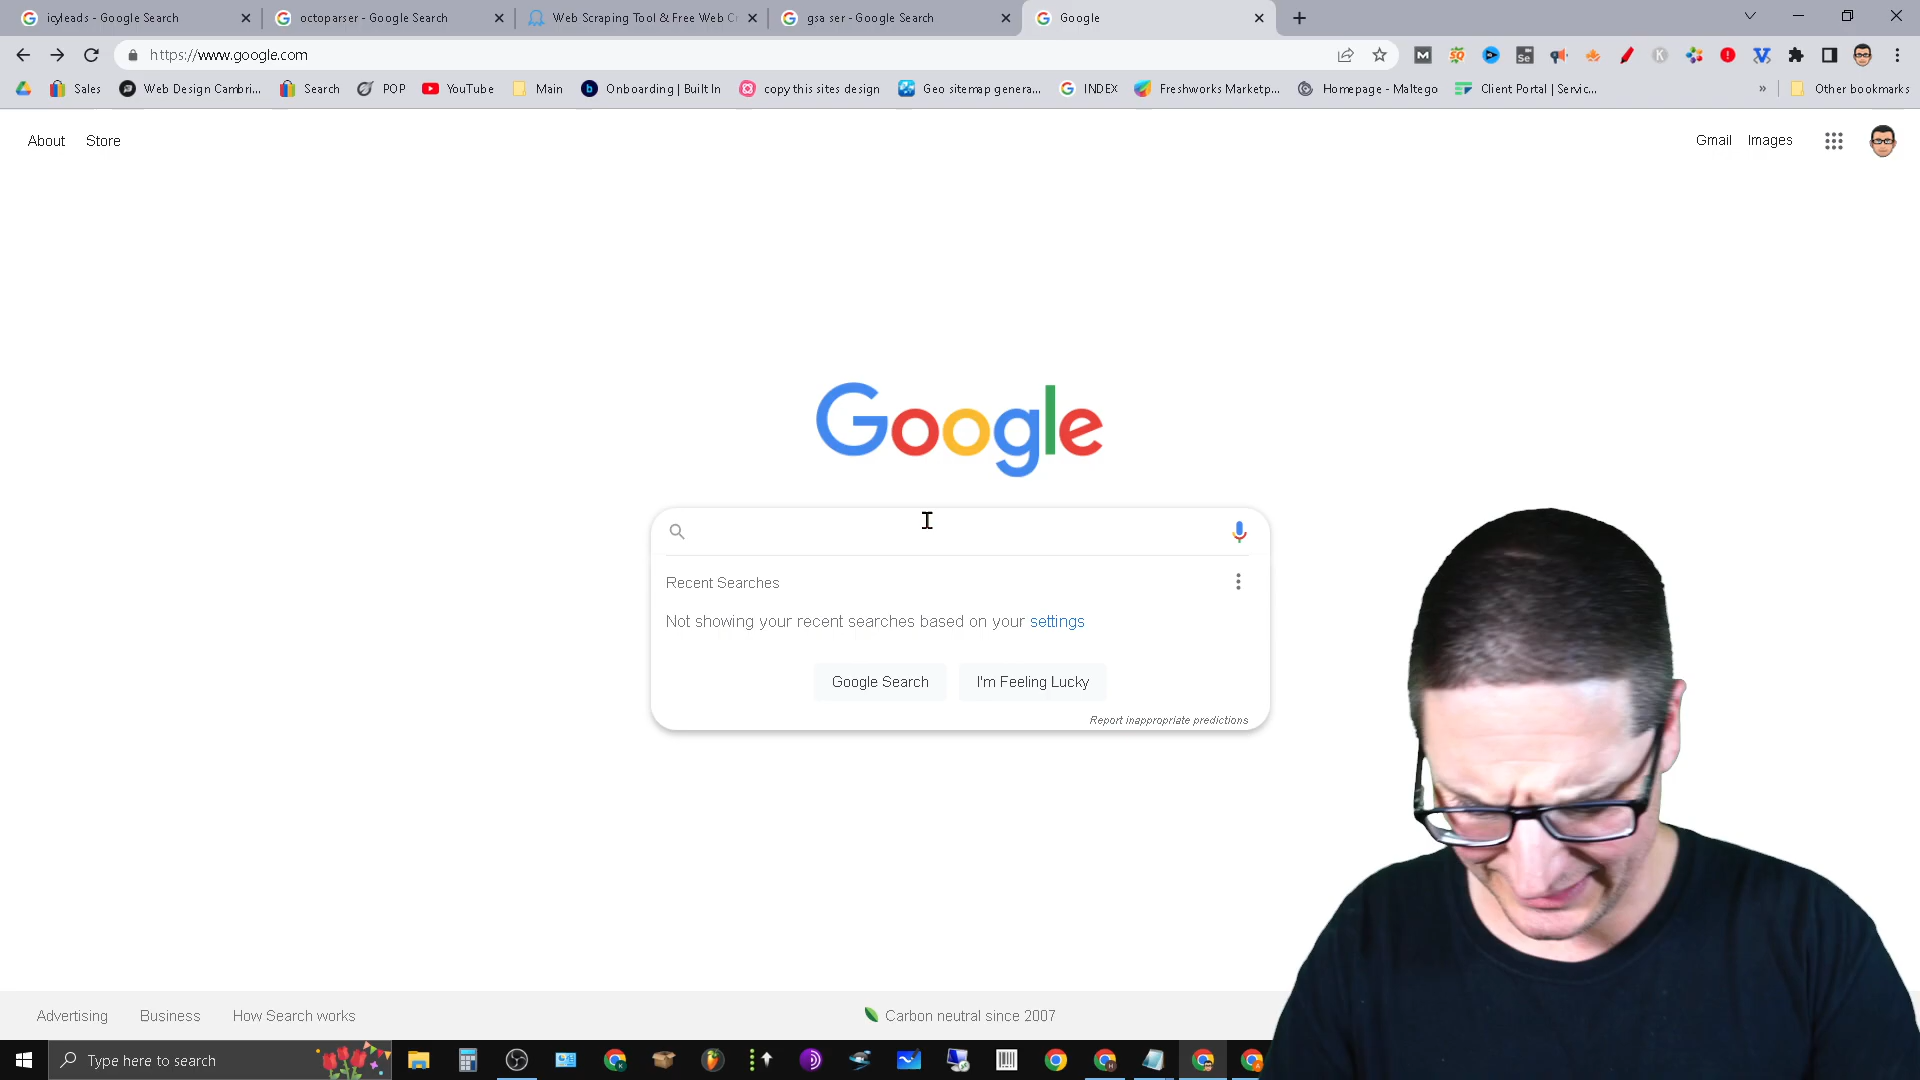 icyleads - Google Search
octoparser - Google Search
Web Scraping Tool & Free Web Cr
gsa ser - Google Search
Google
https://www.google.com
Sales
Web Design Cambri...
Search
POP
YouTube
Main
Onboarding | Built In
copy this sites design
Geo sitemap genera...
INDEX
Freshworks Marketp...
Homepage - Maltego
Client Portal | Servic...
»
Other bookmarks
About
Store
Gmail
Images
Google
Recent Searches
Not showing your recent searches based on your settings
Google Search
I'm Feeling Lucky
Report inappropriate predictions
Advertising
Business
How Search works
Carbon neutral since 2007
Type here to search